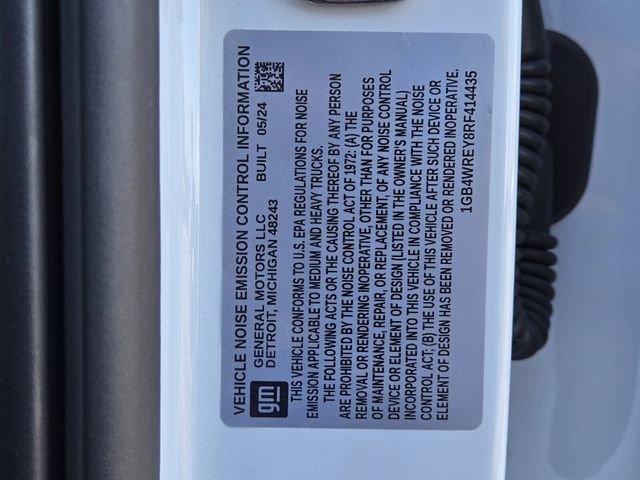 VEHICLE NOISE EMISSION CONTROL INFORMATION
gm
GENERAL MOTORS LLC
DETROIT, MICHIGAN 48243 BUILT 05/24
THIS VEHICLE CONFORMS TO U.S. EPA REGULATIONS FOR NOISE
EMISSION APPLICABLE TO MEDIUM AND HEAVY TRUCKS.
THE FOLLOWING ACTS OR THE CAUSING THEREOF BY ANY PERSON
ARE PROHIBITED BY THE NOISE CONTROL ACT OF 1972: (A) THE
REMOVAL OR RENDERING INOPERATIVE, OTHER THAN FOR PURPOSES
OF MAINTENANCE, REPAIR, OR REPLACEMENT, OF ANY NOISE CONTROL
DEVICE OR ELEMENT OF DESIGN (LISTED IN THE OWNER'S MANUAL)
INCORPORATED INTO THIS VEHICLE IN COMPLIANCE WITH THE NOISE
CONTROL ACT; (B) THE USE OF THIS VEHICLE AFTER SUCH DEVICE OR
ELEMENT OF DESIGN HAS BEEN REMOVED OR RENDERED INOPERATIVE.
1GB4WREY8RF414435